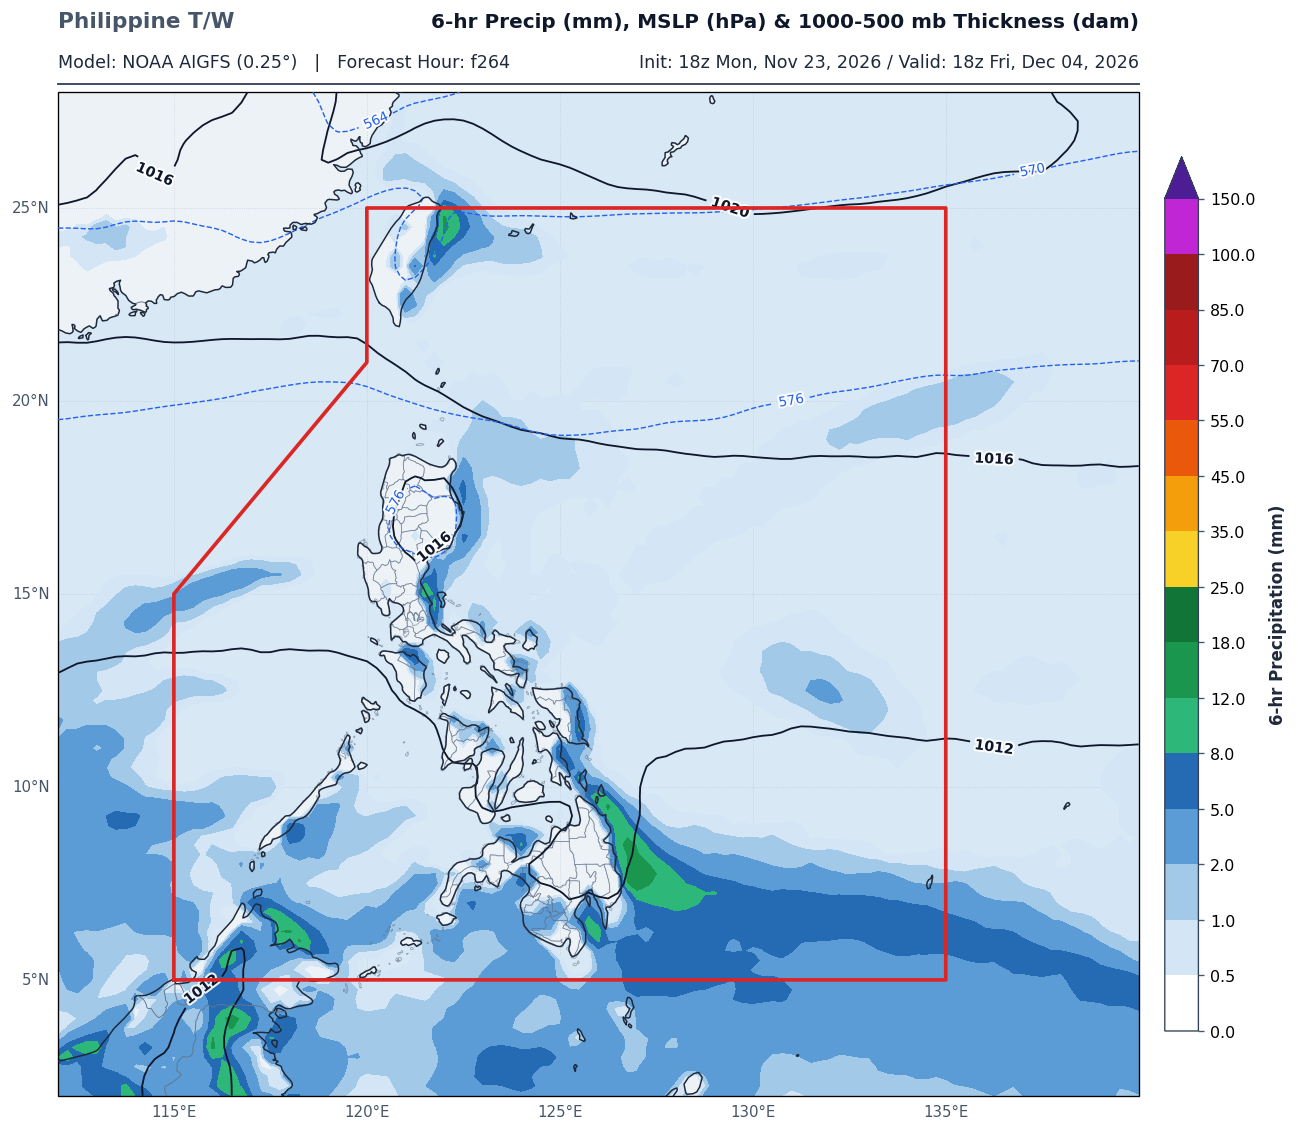 Philippine T/W
6-hr Precip (mm), MSLP (hPa) & 1000-500 mb Thickness (dam)
Model: NOAA AIGFS (0.25°)   |   Forecast Hour: f264
Init: 18z Mon, Nov 23, 2026 / Valid: 18z Fri, Dec 04, 2026
564
1016
570
1020
25°N
576
20°N
1016
576
1016
15°N
1012
10°N
1012
5°N
115°E
120°E
125°E
130°E
135°E
150.0
100.0
85.0
70.0
55.0
45.0
35.0
25.0
18.0
12.0
8.0
5.0
2.0
1.0
0.5
0.0
6-hr Precipitation (mm)